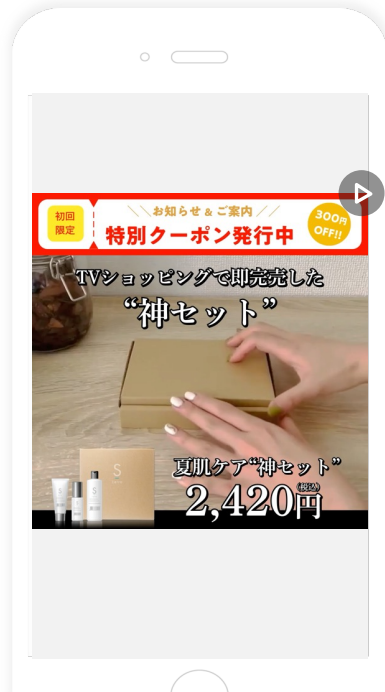 初回
限定
お知らせ & ご案内
特別クーポン発行中
300円
OFF!!
TVショッピングで即完売した
“神セット”
S
夏肌ケア“神セット”
2,420円
(税込)